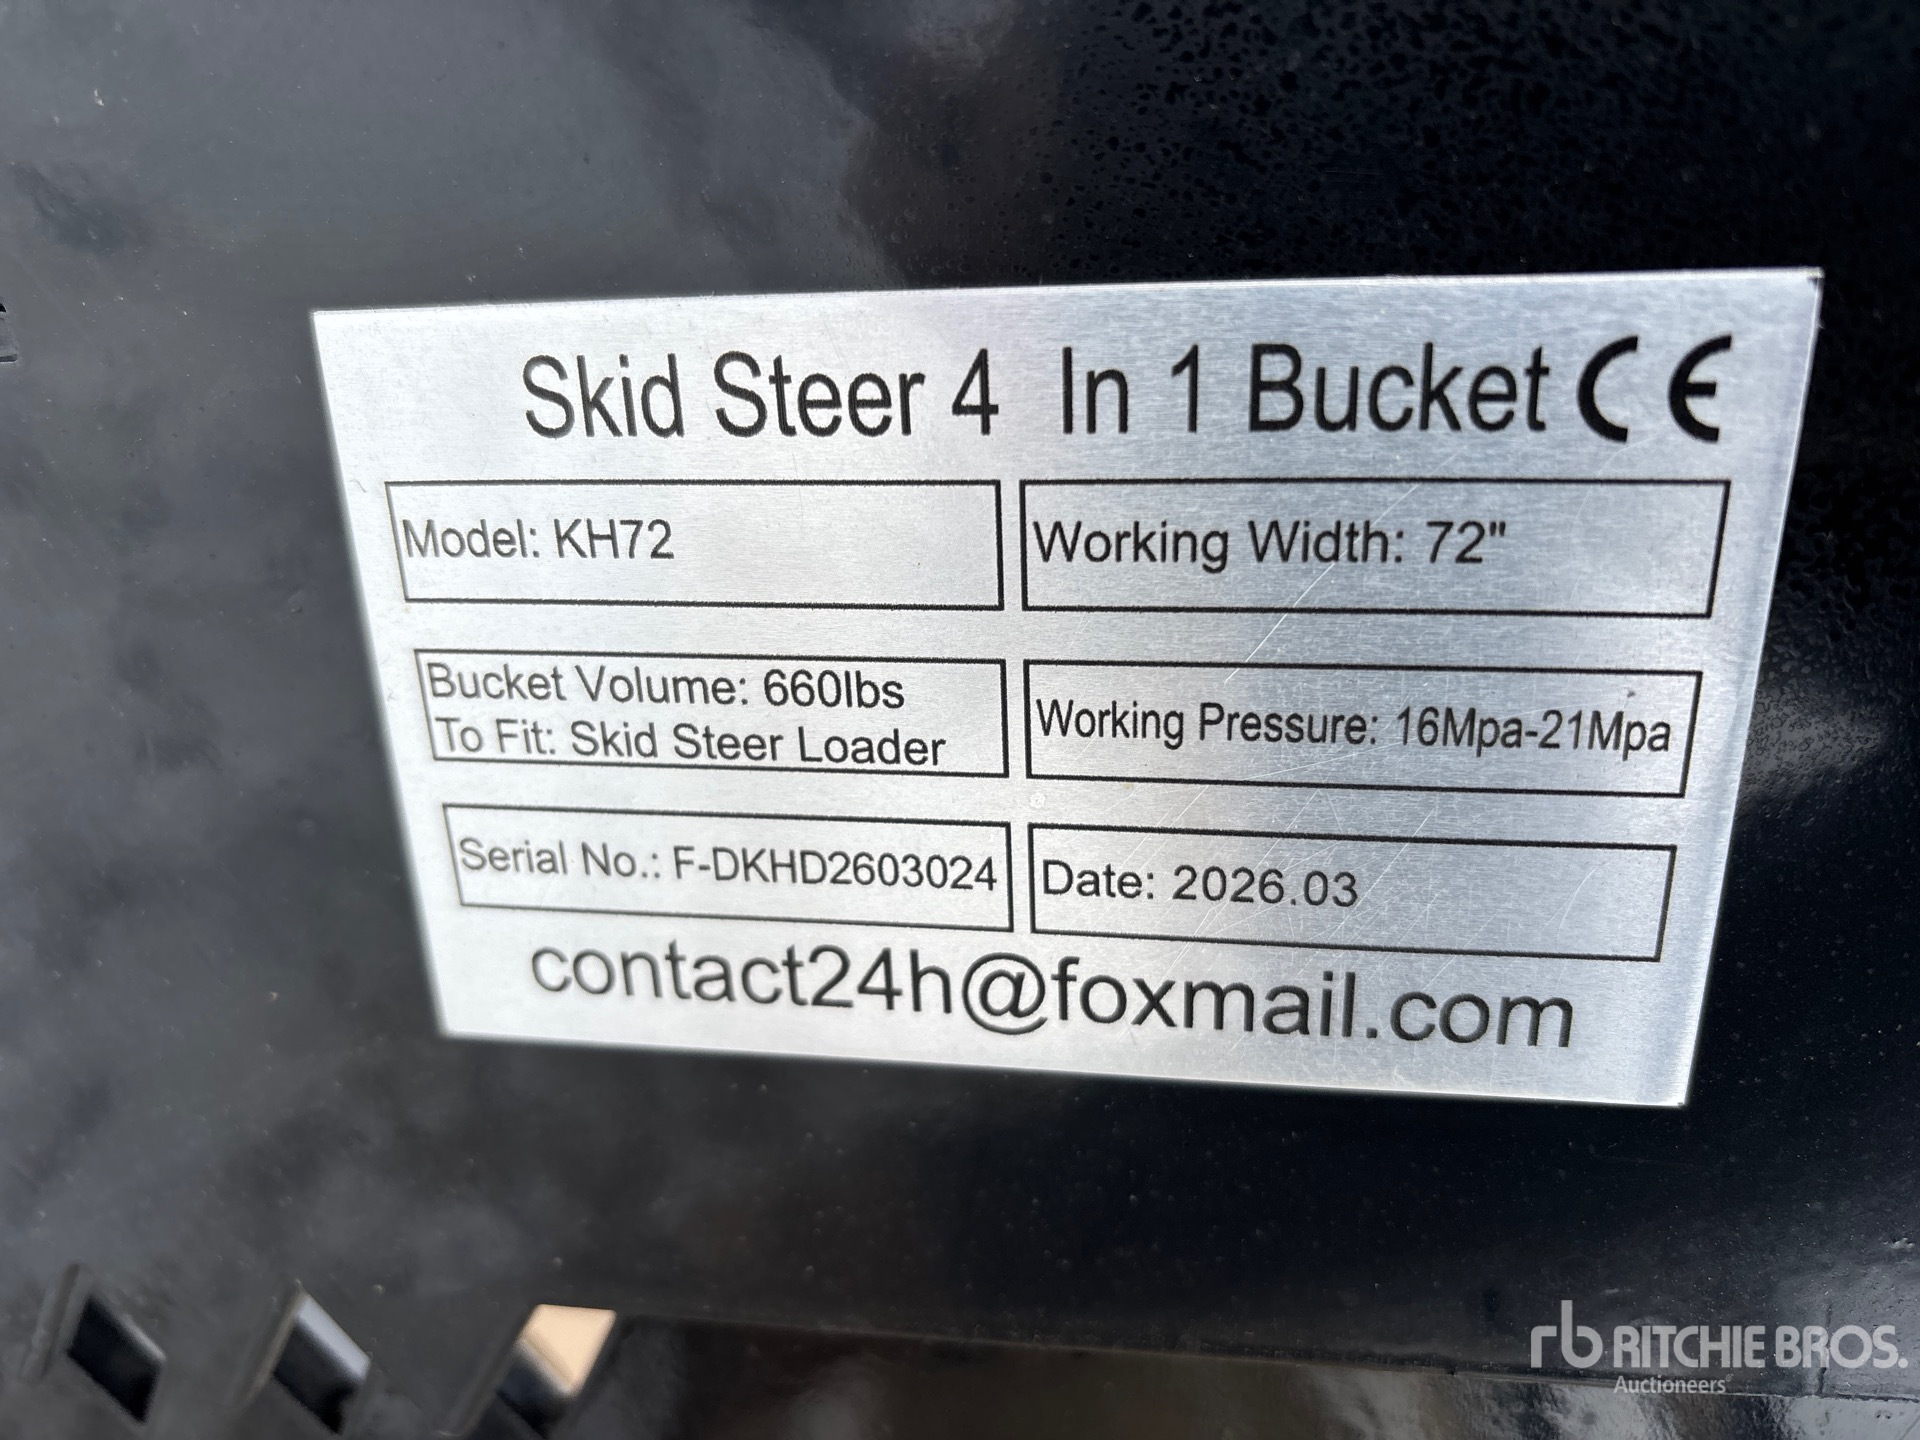 Skid Steer 4 In 1 Bucket CE
Model: KH72
Working Width: 72"
Bucket Volume: 660lbs
To Fit: Skid Steer Loader
Working Pressure: 16Mpa-21Mpa
Serial No.: F-DKHD2603024
Date: 2026.03
contact24h@foxmail.com
rb RITCHIE BROS.
Auctioneers